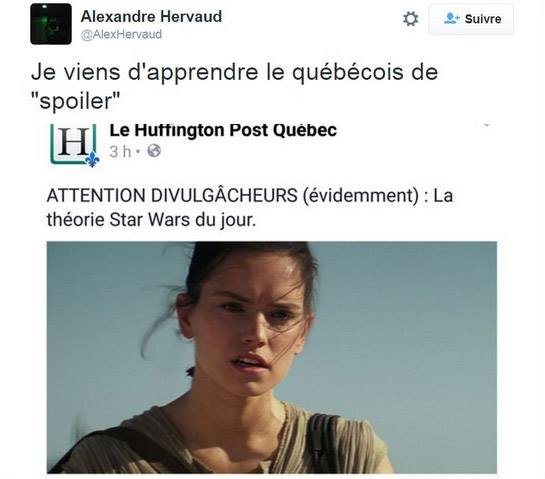 Alexandre Hervaud
@AlexHervaud
Suivre
Je viens d'apprendre le québécois de
"spoiler"
H
Le Huffington Post Québec
3 h
ATTENTION DIVULGÂCHEURS (évidemment) : La
théorie Star Wars du jour.